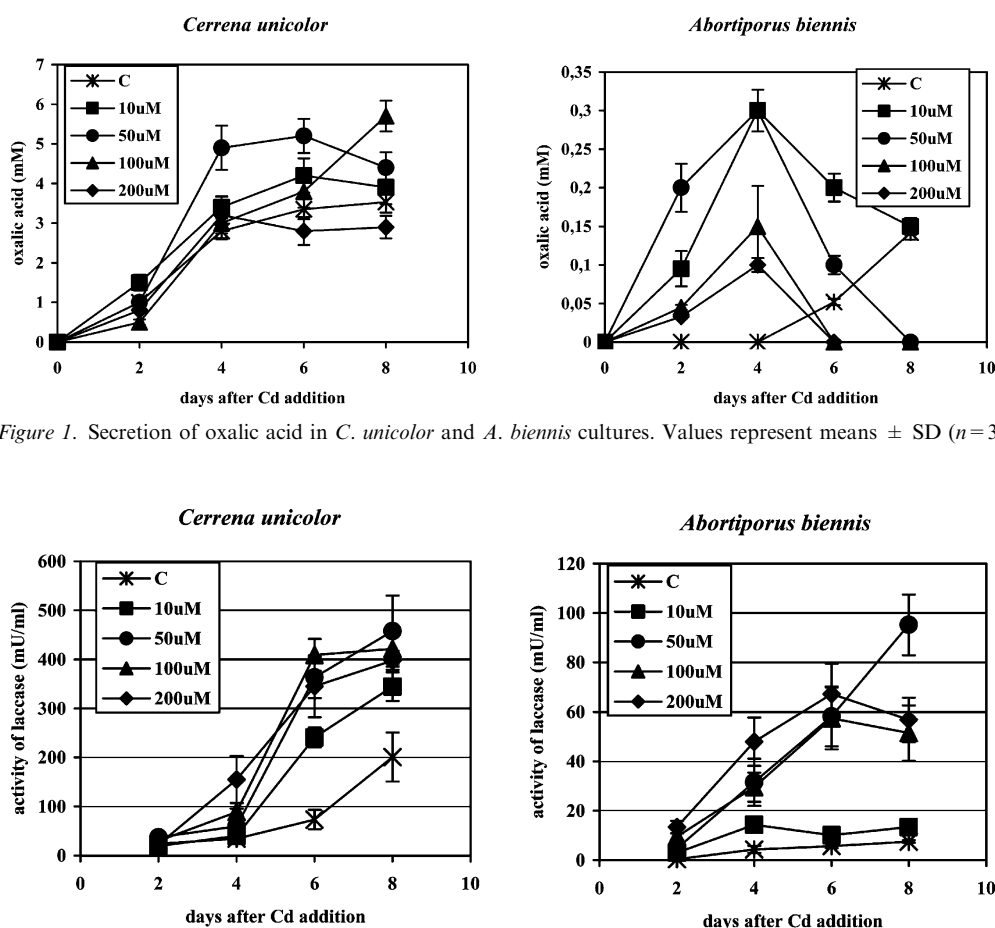 Cerrena unicolor
Abortiporus biennis
7
6
5
4
3
2
1
0
oxalic acid (mM)
C
10uM
50uM
100uM
200uM
0 2 4 6 8 10
days after Cd addition
0,35
0,3
0,25
0,2
0,15
0,1
0,05
0
oxalic acid (mM)
C
10uM
50uM
100uM
200uM
0 2 4 6 8 10
days after Cd addition
Figure 1. Secretion of oxalic acid in C. unicolor and A. biennis cultures. Values represent means ± SD (n=3
Cerrena unicolor
Abortiporus biennis
600
500
400
300
200
100
0
activity of laccase (mU/ml)
C
10uM
50uM
100uM
200uM
0 2 4 6 8 10
days after Cd addition
120
100
80
60
40
20
0
activity of laccase (mU/ml)
C
10uM
50uM
100uM
200uM
0 2 4 6 8 10
days after Cd addition